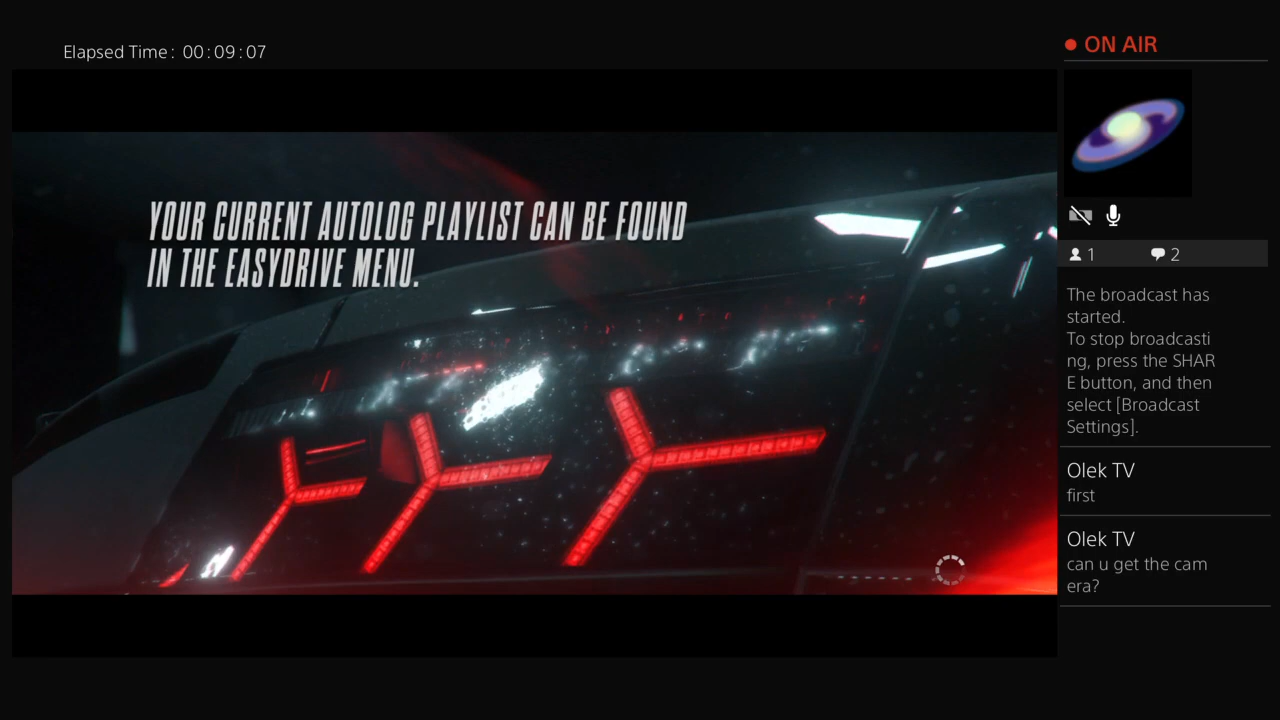 Elapsed Time: 00:09:07
ON AIR
YOUR CURRENT AUTOLOG PLAYLIST CAN BE FOUND
IN THE EASYDRIVE MENU.
1
2
The broadcast has
started.
To stop broadcasti
ng, press the SHAR
E button, and then
select [Broadcast
Settings].
Olek TV
first
Olek TV
can u get the cam
era?